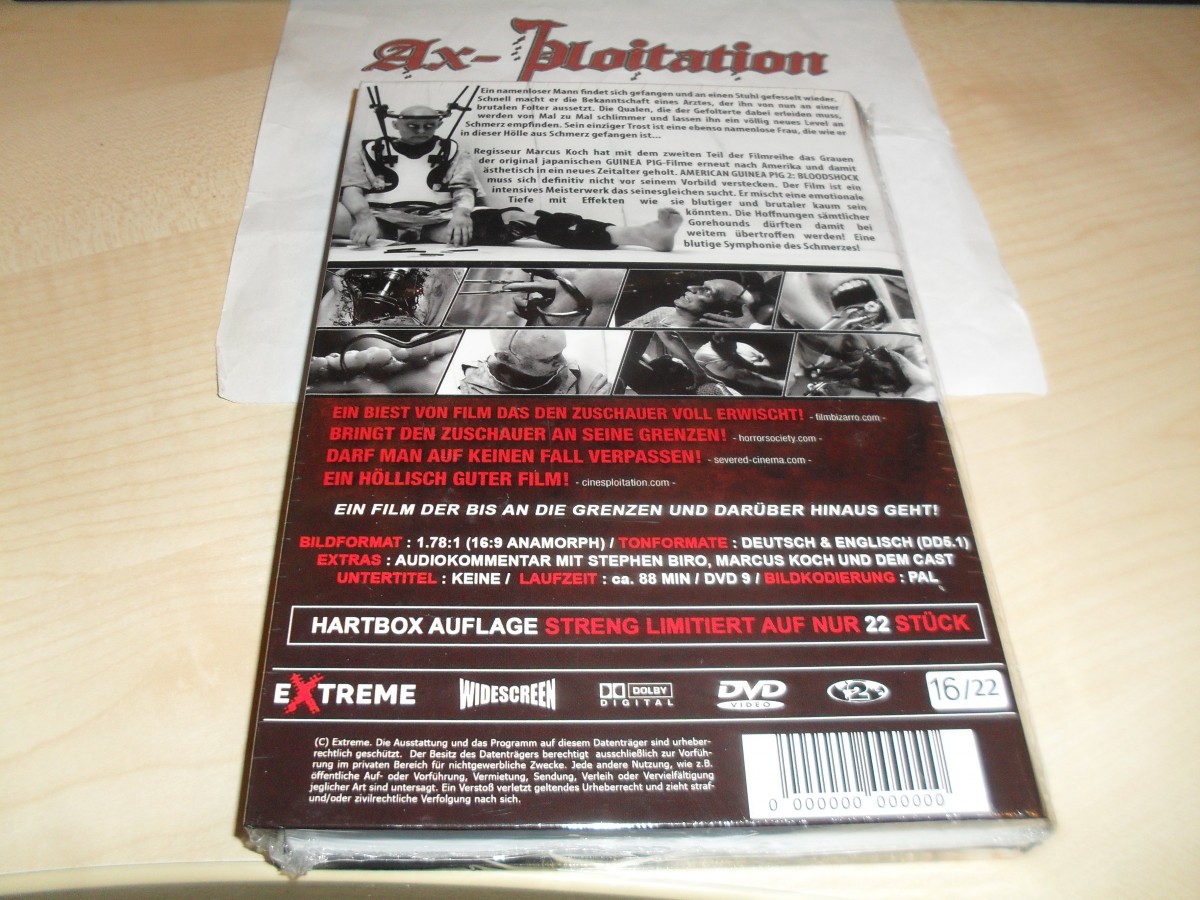 Ax-Ploitation
Ein namenloser Mann findet sich gefangen und an einen Stuhl gefesselt wieder.
Schnell macht er die Bekanntschaft eines Arztes, der ihn von nun an einer
brutalen Folter aussetzt. Die Qualen, die der Gefolterte dabei erleiden muss,
werden von Mal zu Mal schlimmer und lassen ihn ein völlig neues Level an
Schmerz empfinden. Sein einziger Trost ist eine ebenso namenlose Frau, die wie er
in dieser Hölle aus Schmerz gefangen ist...
Regisseur Marcus Koch hat mit dem zweiten Teil der Filmreihe das Grauen
der original japanischen GUINEA PIG-Filme erneut nach Amerika und damit
ästhetisch in ein neues Zeitalter geholt. AMERICAN GUINEA PIG 2: BLOODSHOCK
muss sich definitiv nicht vor seinem Vorbild verstecken. Der Film ist ein
intensives Meisterwerk das seinesgleichen sucht. Er mischt eine emotionale
Tiefe mit Effekten wie sie blutiger und brutaler kaum sein
könnten. Die Hoffnungen sämtlicher
Gorehounds dürften damit bei
weitem übertroffen werden! Eine
blutige Symphonie des Schmerzes!
EIN BIEST VON FILM DAS DEN ZUSCHAUER VOLL ERWISCHT! - filmbizarro.com -
BRINGT DEN ZUSCHAUER AN SEINE GRENZEN! - horrorsociety.com -
DARF MAN AUF KEINEN FALL VERPASSEN! - severed-cinema.com -
EIN HÖLLISCH GUTER FILM! - cinesploitation.com -
EIN FILM DER BIS AN DIE GRENZEN UND DARÜBER HINAUS GEHT!
BILDFORMAT : 1.78:1 (16:9 ANAMORPH) / TONFORMATE : DEUTSCH & ENGLISCH (DD5.1)
EXTRAS : AUDIOKOMMENTAR MIT STEPHEN BIRO, MARCUS KOCH UND DEM CAST
UNTERTITEL : KEINE / LAUFZEIT : ca. 88 MIN / DVD 9 / BILDKODIERUNG : PAL
HARTBOX AUFLAGE STRENG LIMITIERT AUF NUR 22 STÜCK
EXTREME WIDESCREEN DOLBY DIGITAL DVD VIDEO 2 16/22
(C) Extreme. Die Ausstattung und das Programm auf diesem Datenträger sind urheber-
rechtlich geschützt. Der Besitz des Datenträgers berechtigt ausschließlich zur Vorfüh-
rung im privaten Bereich für nichtgewerbliche Zwecke. Jede andere Nutzung, wie z.B.
öffentliche Auf- oder Vorführung, Vermietung, Sendung, Verleih oder Vervielfältigung
jeglicher Art sind untersagt. Ein Verstoß verletzt geltendes Urheberrecht und zieht straf-
und/oder zivilrechtliche Verfolgung nach sich.
0 000000 000000